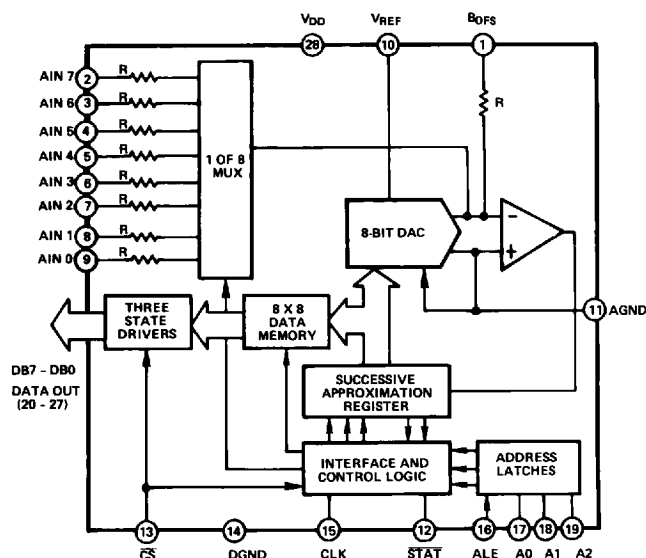 VDD VREF BOFS
28 10 1
AIN 7 2 R
AIN 6 3 R
AIN 5 4 R
AIN 4 5 R
AIN 3 6 R
AIN 2 7 R
AIN 1 8 R
AIN 0 9 R
1 OF 8
MUX
R
8-BIT DAC
−
+
11 AGND
THREE
STATE
DRIVERS
8 X 8
DATA
MEMORY
DB7 – DB0
DATA OUT
(20 - 27)
SUCCESSIVE
APPROXIMATION
REGISTER
INTERFACE AND
CONTROL LOGIC
ADDRESS
LATCHES
13 14 15 12 16 17 18 19
CS DGND CLK STAT ALE A0 A1 A2